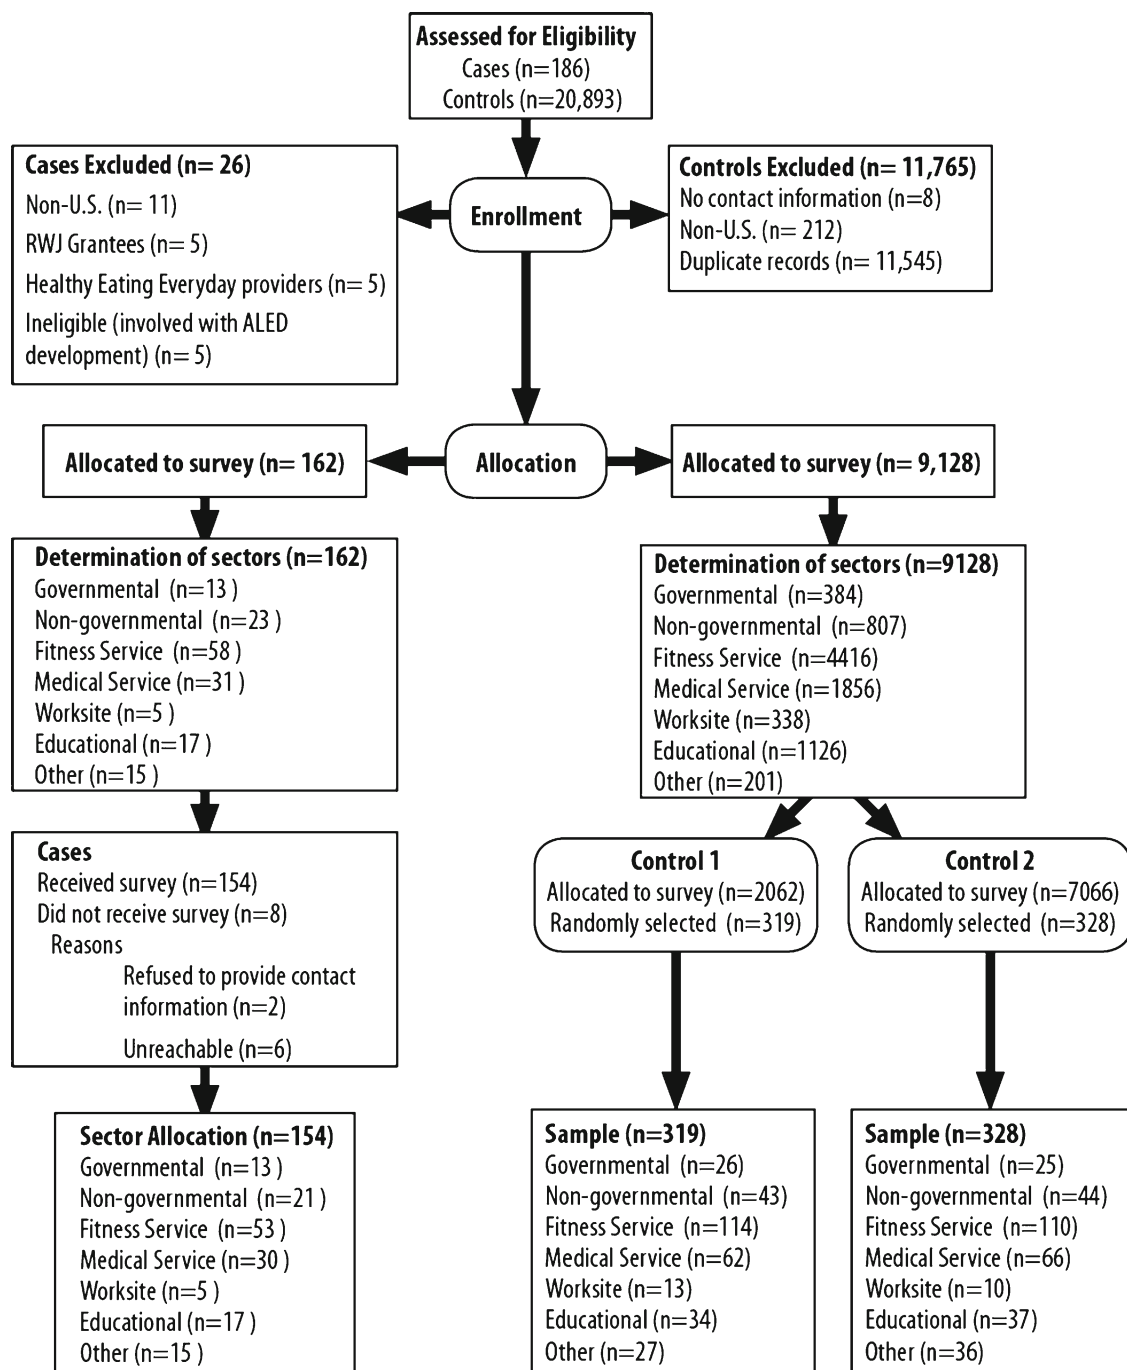 Assessed for Eligibility
Cases (n=186)
Controls (n=20,893)
Cases Excluded (n= 26)
Non-U.S. (n= 11)
RWJ Grantees (n= 5)
Healthy Eating Everyday providers (n= 5)
Ineligible (involved with ALED
development) (n= 5)
Enrollment
Controls Excluded (n= 11,765)
No contact information (n=8)
Non-U.S. (n= 212)
Duplicate records (n= 11,545)
Allocated to survey (n= 162)
Allocation
Allocated to survey (n= 9,128)
Determination of sectors (n=162)
Governmental (n=13 )
Non-governmental (n=23 )
Fitness Service (n=58 )
Medical Service (n=31 )
Worksite (n=5 )
Educational (n=17 )
Other (n=15 )
Determination of sectors (n=9128)
Governmental (n=384)
Non-governmental (n=807)
Fitness Service (n=4416)
Medical Service (n=1856)
Worksite (n=338)
Educational (n=1126)
Other (n=201)
Cases
Received survey (n=154)
Did not receive survey (n=8)
Reasons
Refused to provide contact
information (n=2)
Unreachable (n=6)
Control 1
Allocated to survey (n=2062)
Randomly selected (n=319)
Control 2
Allocated to survey (n=7066)
Randomly selected (n=328)
Sector Allocation (n=154)
Governmental (n=13 )
Non-governmental (n=21 )
Fitness Service (n=53 )
Medical Service (n=30 )
Worksite (n=5 )
Educational (n=17 )
Other (n=15 )
Sample (n=319)
Governmental (n=26)
Non-governmental (n=43)
Fitness Service (n=114)
Medical Service (n=62)
Worksite (n=13)
Educational (n=34)
Other (n=27)
Sample (n=328)
Governmental (n=25)
Non-governmental (n=44)
Fitness Service (n=110)
Medical Service (n=66)
Worksite (n=10)
Educational (n=37)
Other (n=36)